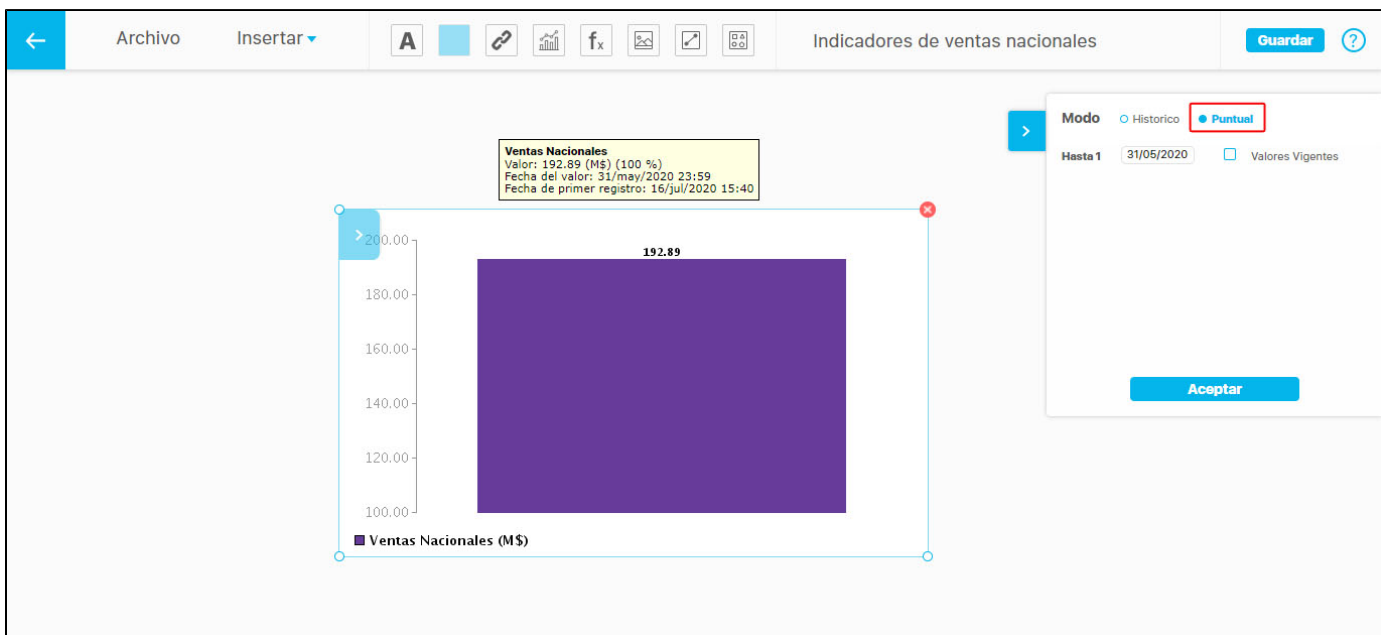 Archivo
Insertar
A
fx
Indicadores de ventas nacionales
Guardar
?
Modo
Historico
Puntual
Hasta 1
31/05/2020
Valores Vigentes
Aceptar
Ventas Nacionales
Valor: 192.89 (M$) (100 %)
Fecha del valor: 31/may/2020 23:59
Fecha de primer registro: 16/jul/2020 15:40
200.00
192.89
180.00
160.00
140.00
120.00
100.00
Ventas Nacionales (M$)